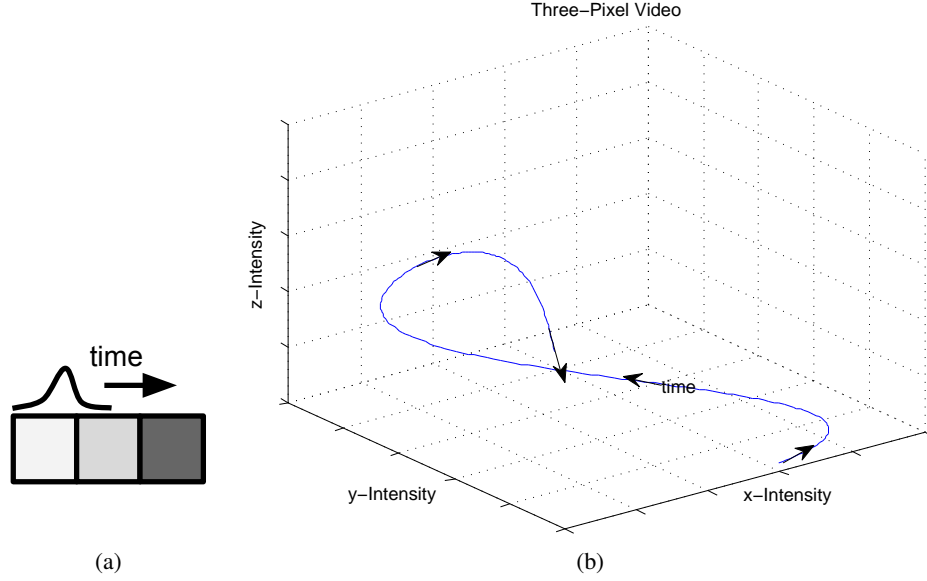 Three-Pixel Video
z-Intensity
time
time
y-Intensity
x-Intensity
(a)
(b)